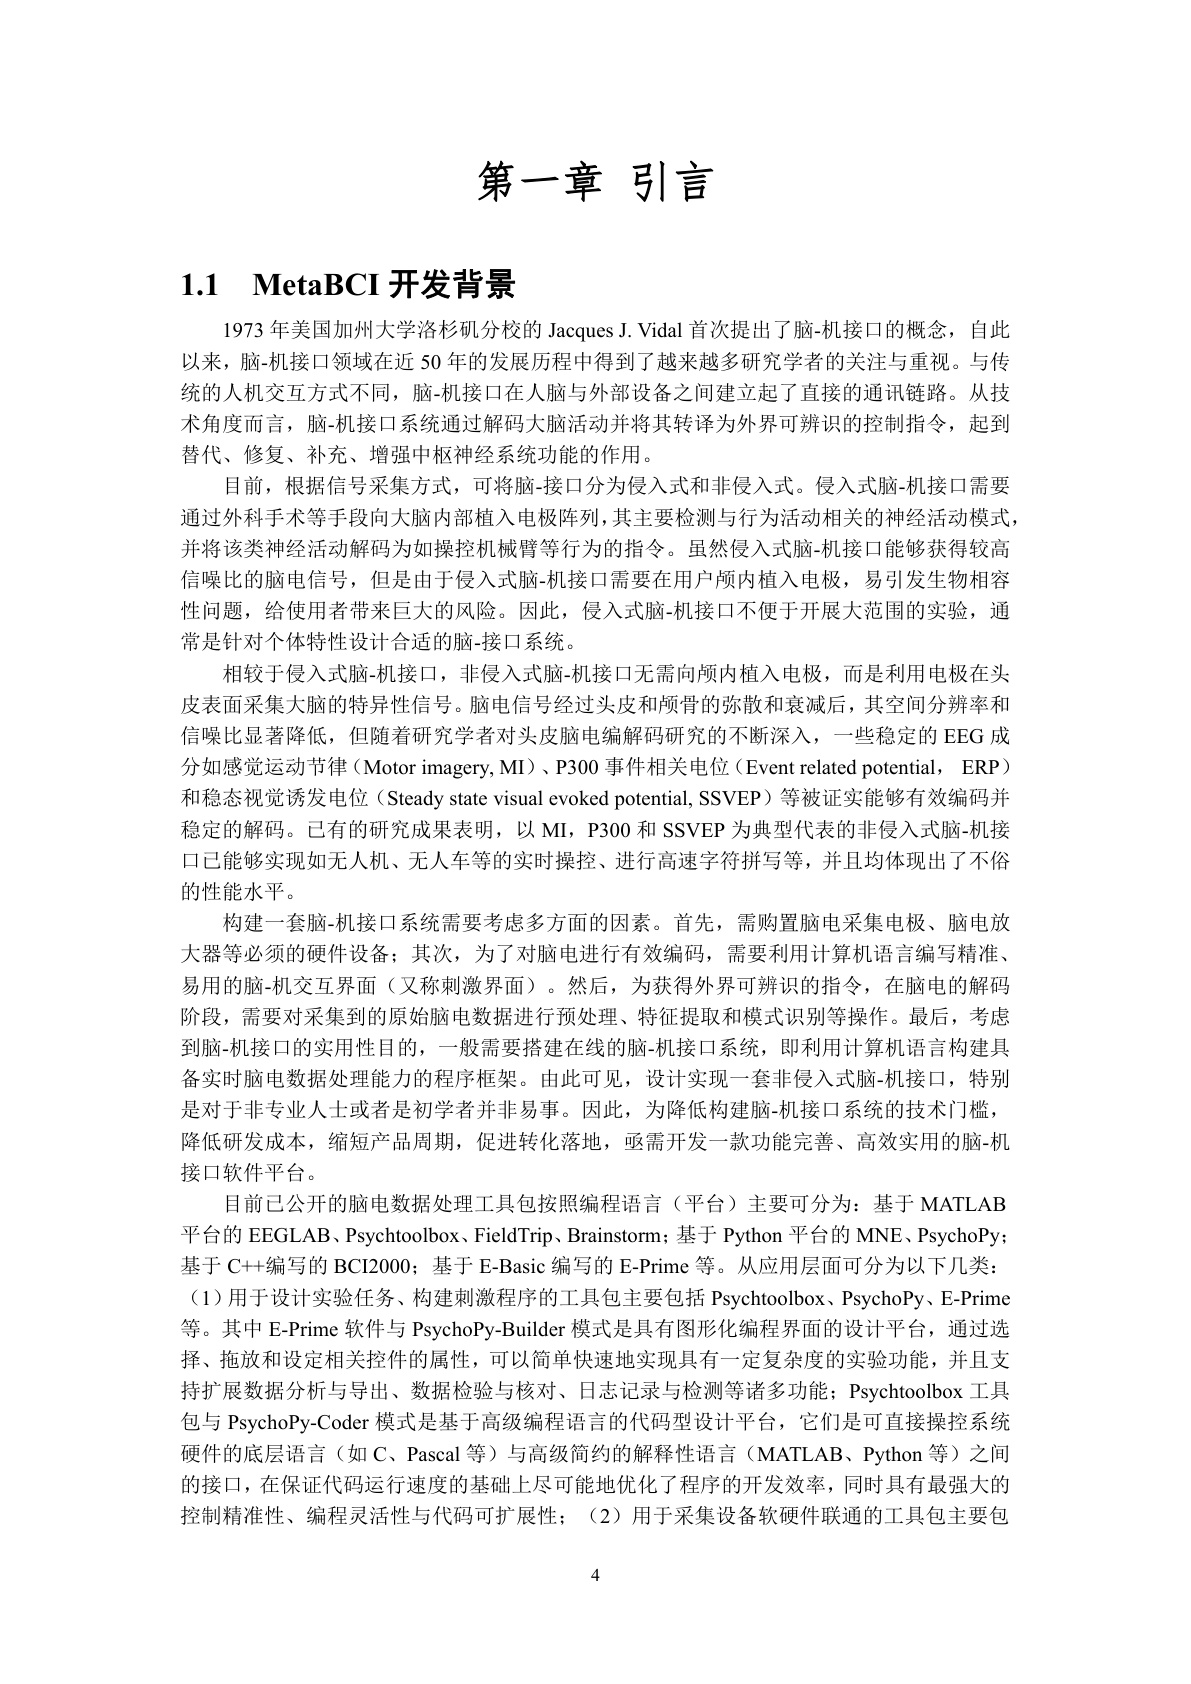 第一章 引言
1.1 MetaBCI 开发背景
1973 年美国加州大学洛杉矶分校的 Jacques J. Vidal 首次提出了脑-机接口的概念，自此
以来，脑-机接口领域在近 50 年的发展历程中得到了越来越多研究学者的关注与重视。与传
统的人机交互方式不同，脑-机接口在人脑与外部设备之间建立起了直接的通讯链路。从技
术角度而言，脑-机接口系统通过解码大脑活动并将其转译为外界可辨识的控制指令，起到
替代、修复、补充、增强中枢神经系统功能的作用。
目前，根据信号采集方式，可将脑-接口分为侵入式和非侵入式。侵入式脑-机接口需要
通过外科手术等手段向大脑内部植入电极阵列，其主要检测与行为活动相关的神经活动模式，
并将该类神经活动解码为如操控机械臂等行为的指令。虽然侵入式脑-机接口能够获得较高
信噪比的脑电信号，但是由于侵入式脑-机接口需要在用户颅内植入电极，易引发生物相容
性问题，给使用者带来巨大的风险。因此，侵入式脑-机接口不便于开展大范围的实验，通
常是针对个体特性设计合适的脑-接口系统。
相较于侵入式脑-机接口，非侵入式脑-机接口无需向颅内植入电极，而是利用电极在头
皮表面采集大脑的特异性信号。脑电信号经过头皮和颅骨的弥散和衰减后，其空间分辨率和
信噪比显著降低，但随着研究学者对头皮脑电编解码研究的不断深入，一些稳定的 EEG 成
分如感觉运动节律（Motor imagery, MI）、P300 事件相关电位（Event related potential， ERP）
和稳态视觉诱发电位（Steady state visual evoked potential, SSVEP）等被证实能够有效编码并
稳定的解码。已有的研究成果表明，以 MI，P300 和 SSVEP 为典型代表的非侵入式脑-机接
口已能够实现如无人机、无人车等的实时操控、进行高速字符拼写等，并且均体现出了不俗
的性能水平。
构建一套脑-机接口系统需要考虑多方面的因素。首先，需购置脑电采集电极、脑电放
大器等必须的硬件设备；其次，为了对脑电进行有效编码，需要利用计算机语言编写精准、
易用的脑-机交互界面（又称刺激界面）。然后，为获得外界可辨识的指令，在脑电的解码
阶段，需要对采集到的原始脑电数据进行预处理、特征提取和模式识别等操作。最后，考虑
到脑-机接口的实用性目的，一般需要搭建在线的脑-机接口系统，即利用计算机语言构建具
备实时脑电数据处理能力的程序框架。由此可见，设计实现一套非侵入式脑-机接口，特别
是对于非专业人士或者是初学者并非易事。因此，为降低构建脑-机接口系统的技术门槛，
降低研发成本，缩短产品周期，促进转化落地，亟需开发一款功能完善、高效实用的脑-机
接口软件平台。
目前已公开的脑电数据处理工具包按照编程语言（平台）主要可分为：基于 MATLAB
平台的 EEGLAB、Psychtoolbox、FieldTrip、Brainstorm；基于 Python 平台的 MNE、PsychoPy；
基于 C++编写的 BCI2000；基于 E-Basic 编写的 E-Prime 等。从应用层面可分为以下几类：
（1）用于设计实验任务、构建刺激程序的工具包主要包括 Psychtoolbox、PsychoPy、E-Prime
等。其中 E-Prime 软件与 PsychoPy-Builder 模式是具有图形化编程界面的设计平台，通过选
择、拖放和设定相关控件的属性，可以简单快速地实现具有一定复杂度的实验功能，并且支
持扩展数据分析与导出、数据检验与核对、日志记录与检测等诸多功能；Psychtoolbox 工具
包与 PsychoPy-Coder 模式是基于高级编程语言的代码型设计平台，它们是可直接操控系统
硬件的底层语言（如 C、Pascal 等）与高级简约的解释性语言（MATLAB、Python 等）之间
的接口，在保证代码运行速度的基础上尽可能地优化了程序的开发效率，同时具有最强大的
控制精准性、编程灵活性与代码可扩展性；（2）用于采集设备软硬件联通的工具包主要包
4